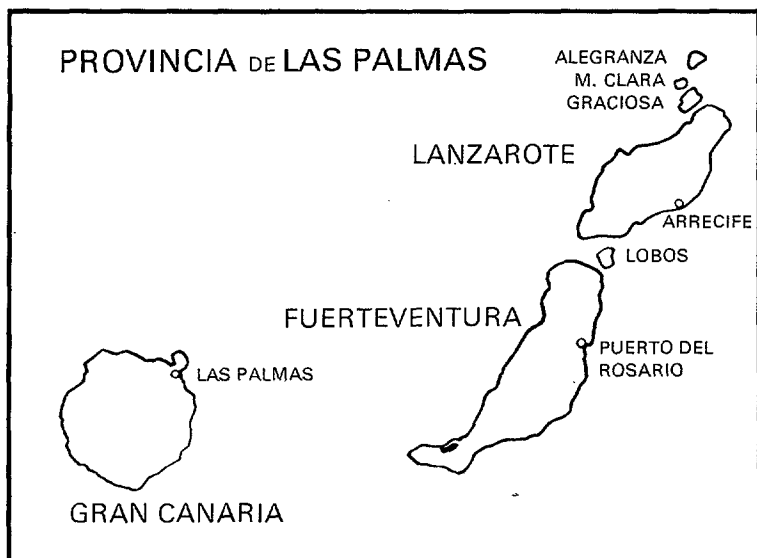 PROVINCIA DE LAS PALMAS
ALEGRANZA
M. CLARA
GRACIOSA
LANZAROTE
ARRECIFE
LOBOS
FUERTEVENTURA
PUERTO DEL
ROSARIO
LAS PALMAS
GRAN CANARIA